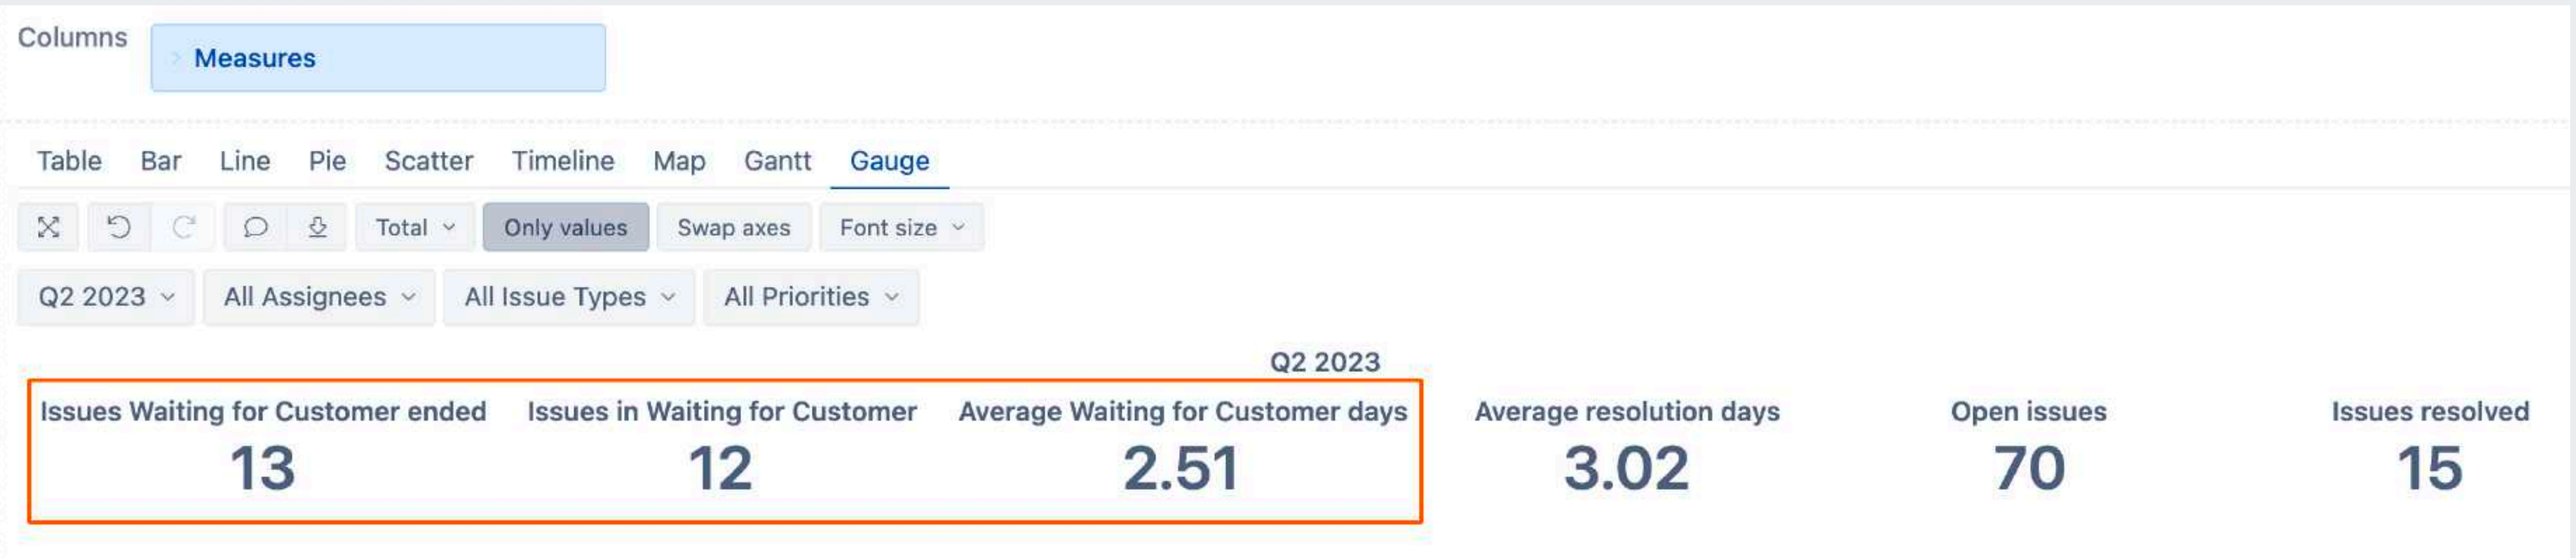 Columns
Measures
Table Bar Line Pie Scatter Timeline Map Gantt Gauge
Total Only values Swap axes Font size
Q2 2023 All Assignees All Issue Types All Priorities
Q2 2023
Issues Waiting for Customer ended Issues in Waiting for Customer Average Waiting for Customer days Average resolution days Open issues Issues resolved
13 12 2.51 3.02 70 15